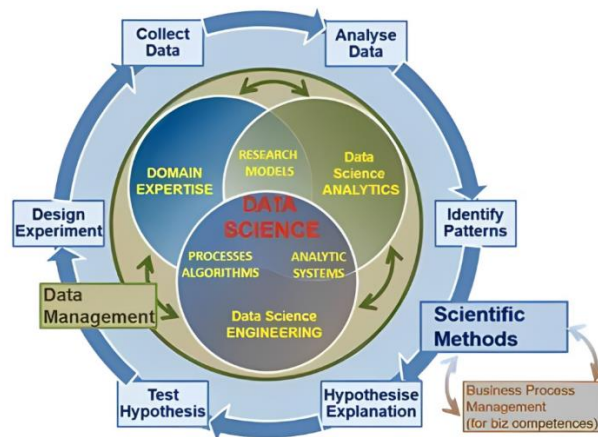 Collect
Data
Analyse
Data
DOMAIN
EXPERTISE
RESEARCH
MODELS
Data
Science
ANALYTICS
DATA
SCIENCE
Design
Experiment
Identify
Patterns
PROCESSES
ALGORITHMS
ANALYTIC
SYSTEMS
Data
Management
Data Science
ENGINEERING
Scientific
Methods
Test
Hypothesis
Hypothesise
Explanation
Business Process
Management
(for biz competences)